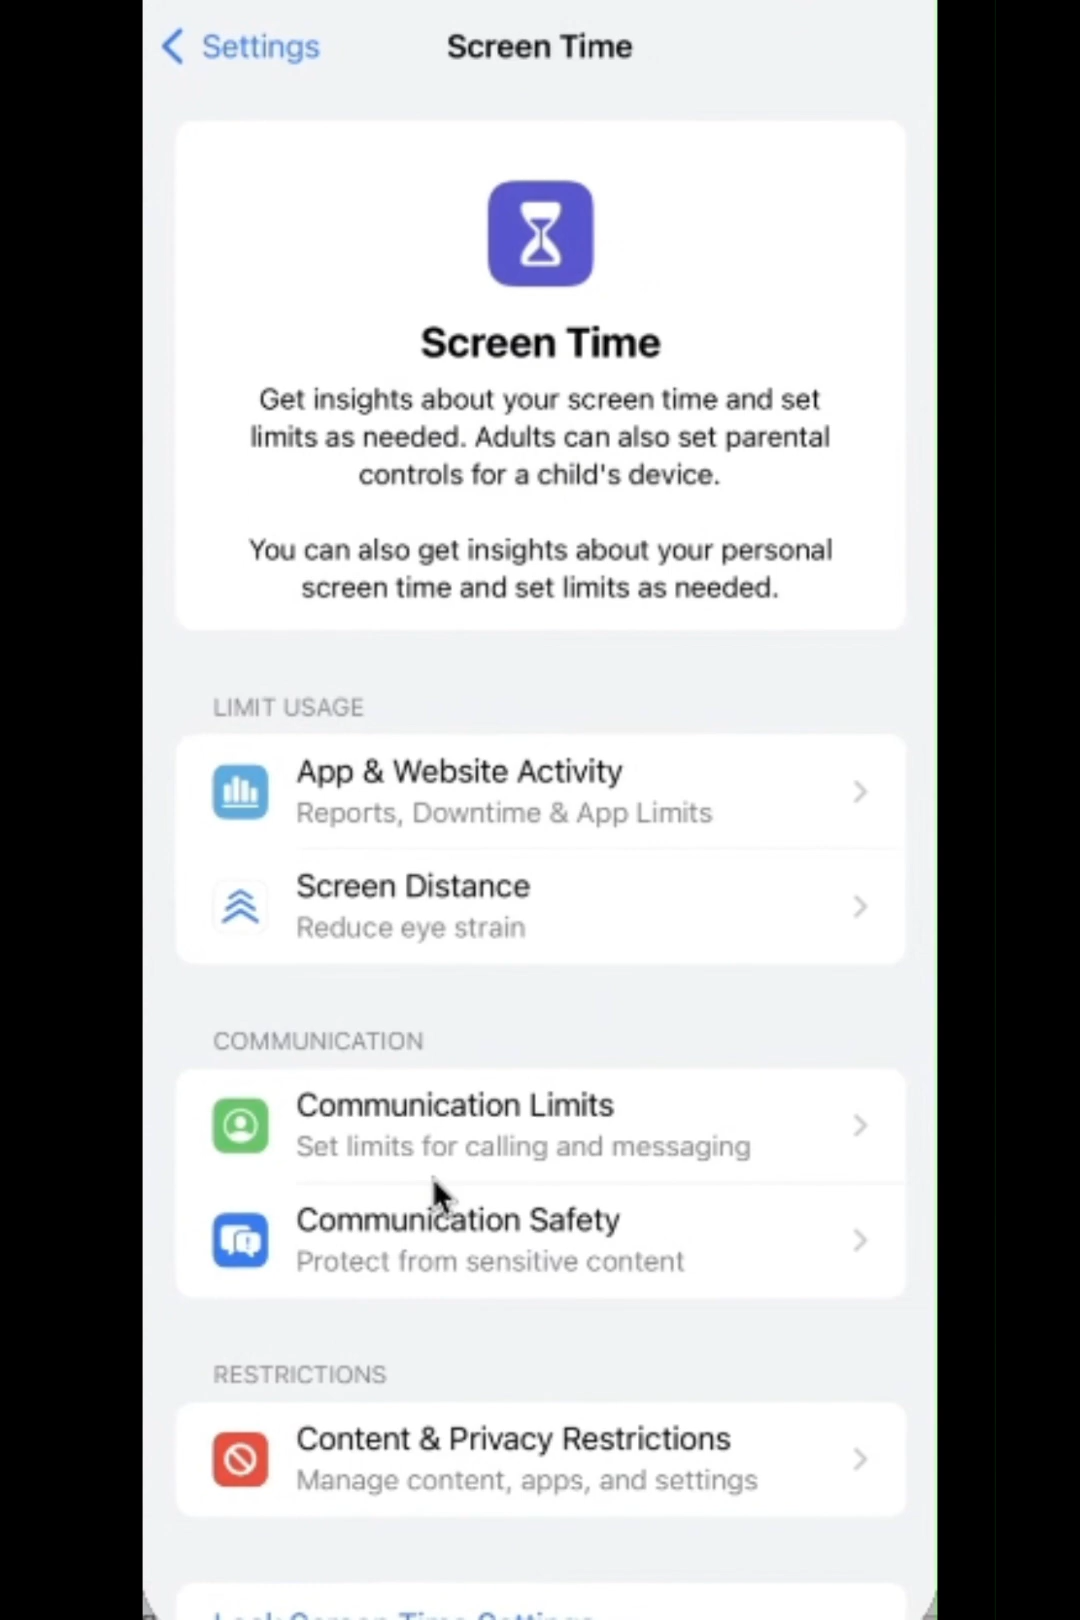 Settings
Screen Time
Screen Time
Get insights about your screen time and set
limits as needed. Adults can also set parental
controls for a child's device.
You can also get insights about your personal
screen time and set limits as needed.
LIMIT USAGE
App & Website Activity
Reports, Downtime & App Limits
Screen Distance
Reduce eye strain
COMMUNICATION
Communication Limits
Set limits for calling and messaging
Communication Safety
Protect from sensitive content
RESTRICTIONS
Content & Privacy Restrictions
Manage content, apps, and settings
Lock Screen Time Settings